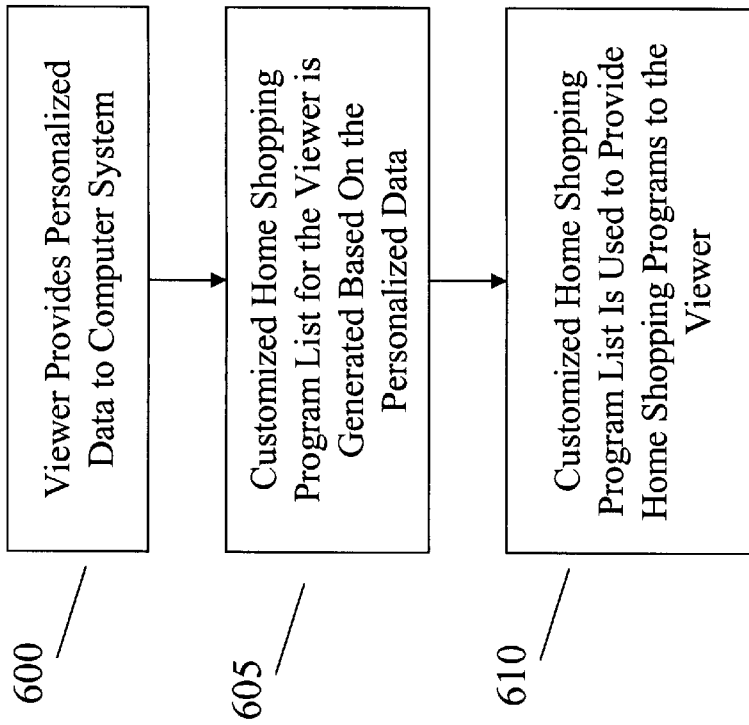 600
Viewer Provides Personalized
Data to Computer System
605
Customized Home Shopping
Program List for the Viewer is
Generated Based On the
Personalized Data
610
Customized Home Shopping
Program List Is Used to Provide
Home Shopping Programs to the
Viewer